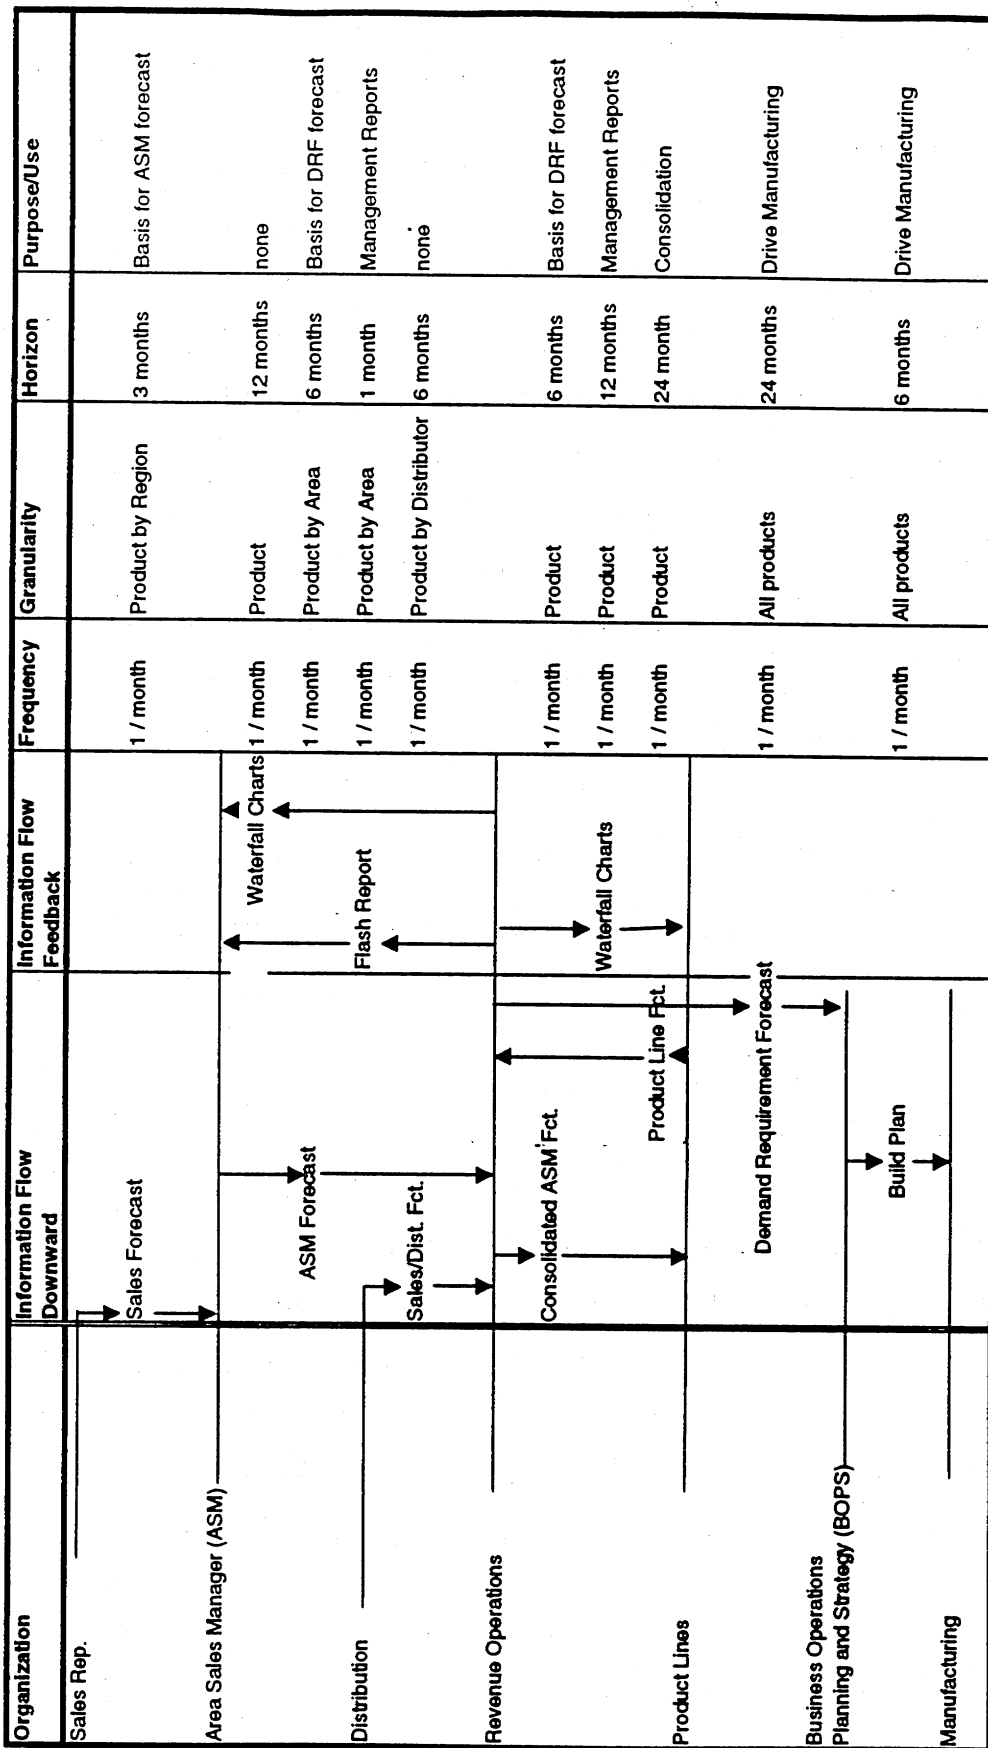 Organization
Information Flow
Downward
Information Flow
Feedback
Frequency
Granularity
Horizon
Purpose/Use
Sales Rep.
Sales Forecast
1 / month
Product by Region
3 months
Basis for ASM forecast
Area Sales Manager (ASM)
Waterfall Charts
1 / month
Product
12 months
none
ASM Forecast
1 / month
Product by Area
6 months
Basis for DRF forecast
Distribution
Flash Report
1 / month
Product by Area
1 month
Management Reports
Sales/Dist. Fct.
1 / month
Product by Distributor
6 months
none
Revenue Operations
Consolidated ASM Fct.
1 / month
Product
6 months
Basis for DRF forecast
Waterfall Charts
1 / month
Product
12 months
Management Reports
Product Lines
Product Line Fct.
1 / month
Product
24 month
Consolidation
Demand Requirement Forecast
1 / month
All products
24 months
Drive Manufacturing
Business Operations
Planning and Strategy (BOPS)
Build Plan
1 / month
All products
6 months
Drive Manufacturing
Manufacturing